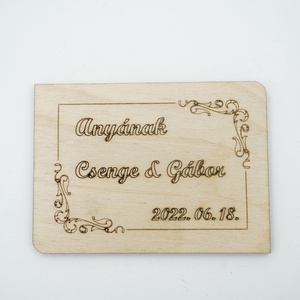 Anyának
Csenge & Gábor
2022. 06. 18.